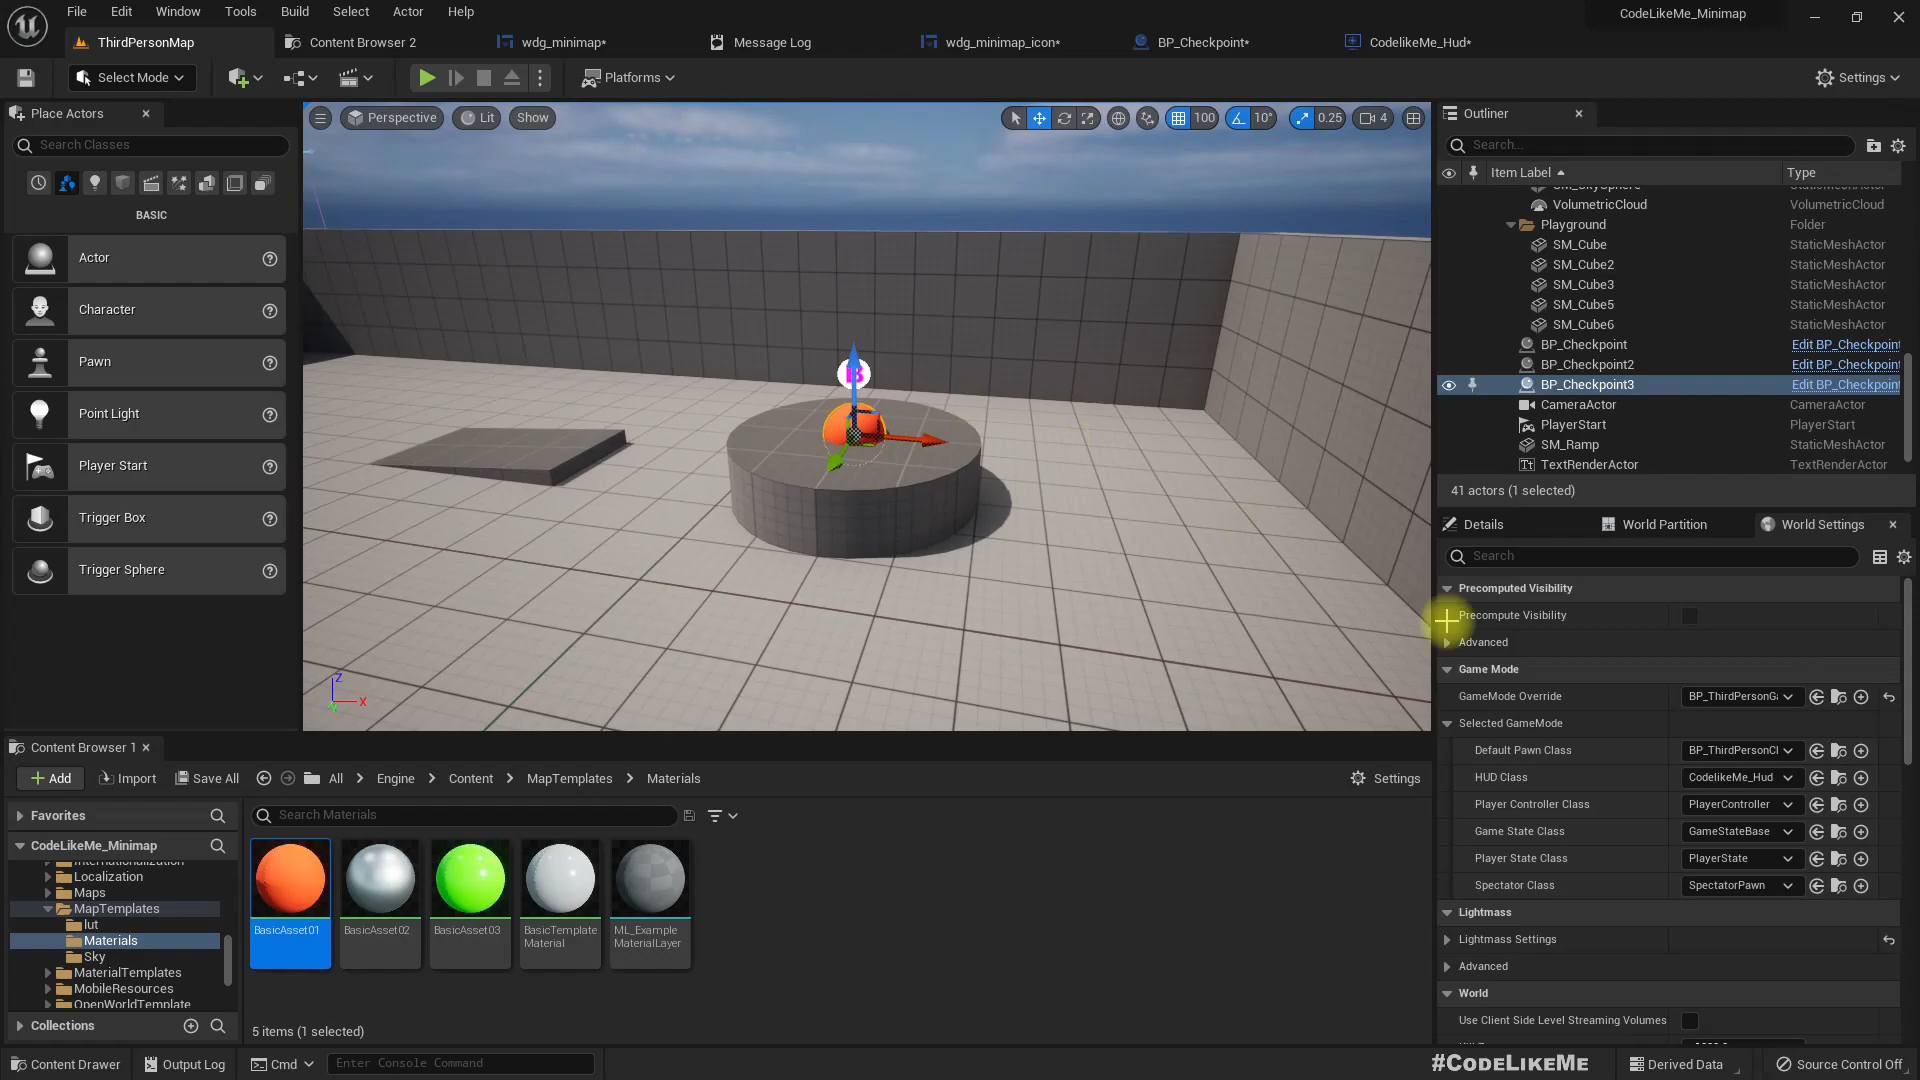 File Edit Window Tools Build Select Actor Help
CodeLikeMe_Minimap
ThirdPersonMap
Content Browser 2
wdg_minimap*
Message Log
wdg_minimap_icon*
BP_Checkpoint*
CodelikeMe_Hud*
Select Mode
Platforms
Settings
Place Actors
Search Classes
BASIC
Actor
Character
Pawn
Point Light
Player Start
Trigger Box
Trigger Sphere
Perspective
Lit
Show
100
10°
0.25
4
B
Z
X
Outliner
Search...
Item Label
Type
SM_SkySphere
StaticMeshActor
VolumetricCloud
VolumetricCloud
Playground
Folder
SM_Cube
StaticMeshActor
SM_Cube2
StaticMeshActor
SM_Cube3
StaticMeshActor
SM_Cube5
StaticMeshActor
SM_Cube6
StaticMeshActor
BP_Checkpoint
Edit BP_Checkpoint
BP_Checkpoint2
Edit BP_Checkpoint
BP_Checkpoint3
Edit BP_Checkpoint
CameraActor
CameraActor
PlayerStart
PlayerStart
SM_Ramp
StaticMeshActor
TextRenderActor
TextRenderActor
41 actors (1 selected)
Details
World Partition
World Settings
Search
Precomputed Visibility
Precompute Visibility
Advanced
Game Mode
GameMode Override
BP_ThirdPersonGa
Selected GameMode
Default Pawn Class
BP_ThirdPersonCl
HUD Class
CodelikeMe_Hud
Player Controller Class
PlayerController
Game State Class
GameStateBase
Player State Class
PlayerState
Spectator Class
SpectatorPawn
Lightmass
Lightmass Settings
Advanced
World
Use Client Side Level Streaming Volumes
Content Browser 1
Add
Import
Save All
All > Engine > Content > MapTemplates > Materials
Settings
Favorites
CodeLikeMe_Minimap
Internationalization
Localization
Maps
MapTemplates
lut
Materials
Sky
MaterialTemplates
MobileResources
OpenWorldTemplate
Collections
Search Materials
BasicAsset01
BasicAsset02
BasicAsset03
BasicTemplate
Material
ML_Example
MaterialLayer
5 items (1 selected)
Content Drawer
Output Log
Cmd
Enter Console Command
#CODELIKEME
Derived Data
Source Control Off